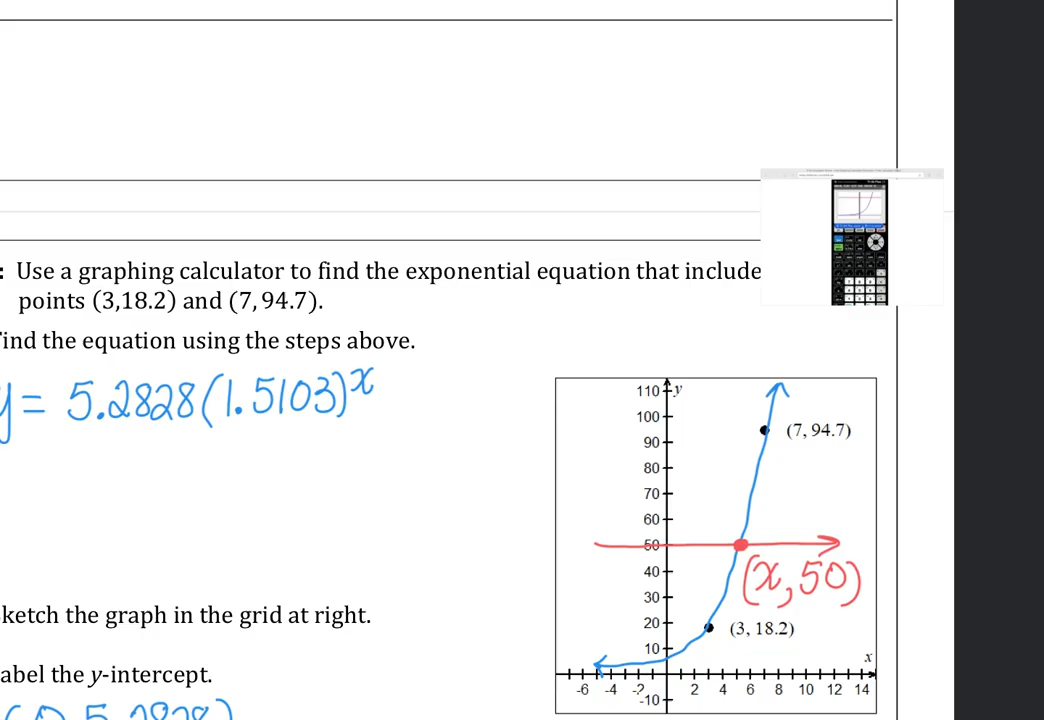 : Use a graphing calculator to find the exponential equation that include
points (3,18.2) and (7, 94.7).
ind the equation using the steps above.
y = 5.2828(1.5103)^x
ketch the graph in the grid at right.
abel the y-intercept.
(0, 5.2828)
110 y
100
90
80
70
60
50
40
30
20
10
-10
-6 -4 -2 2 4 6 8 10 12 14
x
(7, 94.7)
(x, 50)
(3, 18.2)